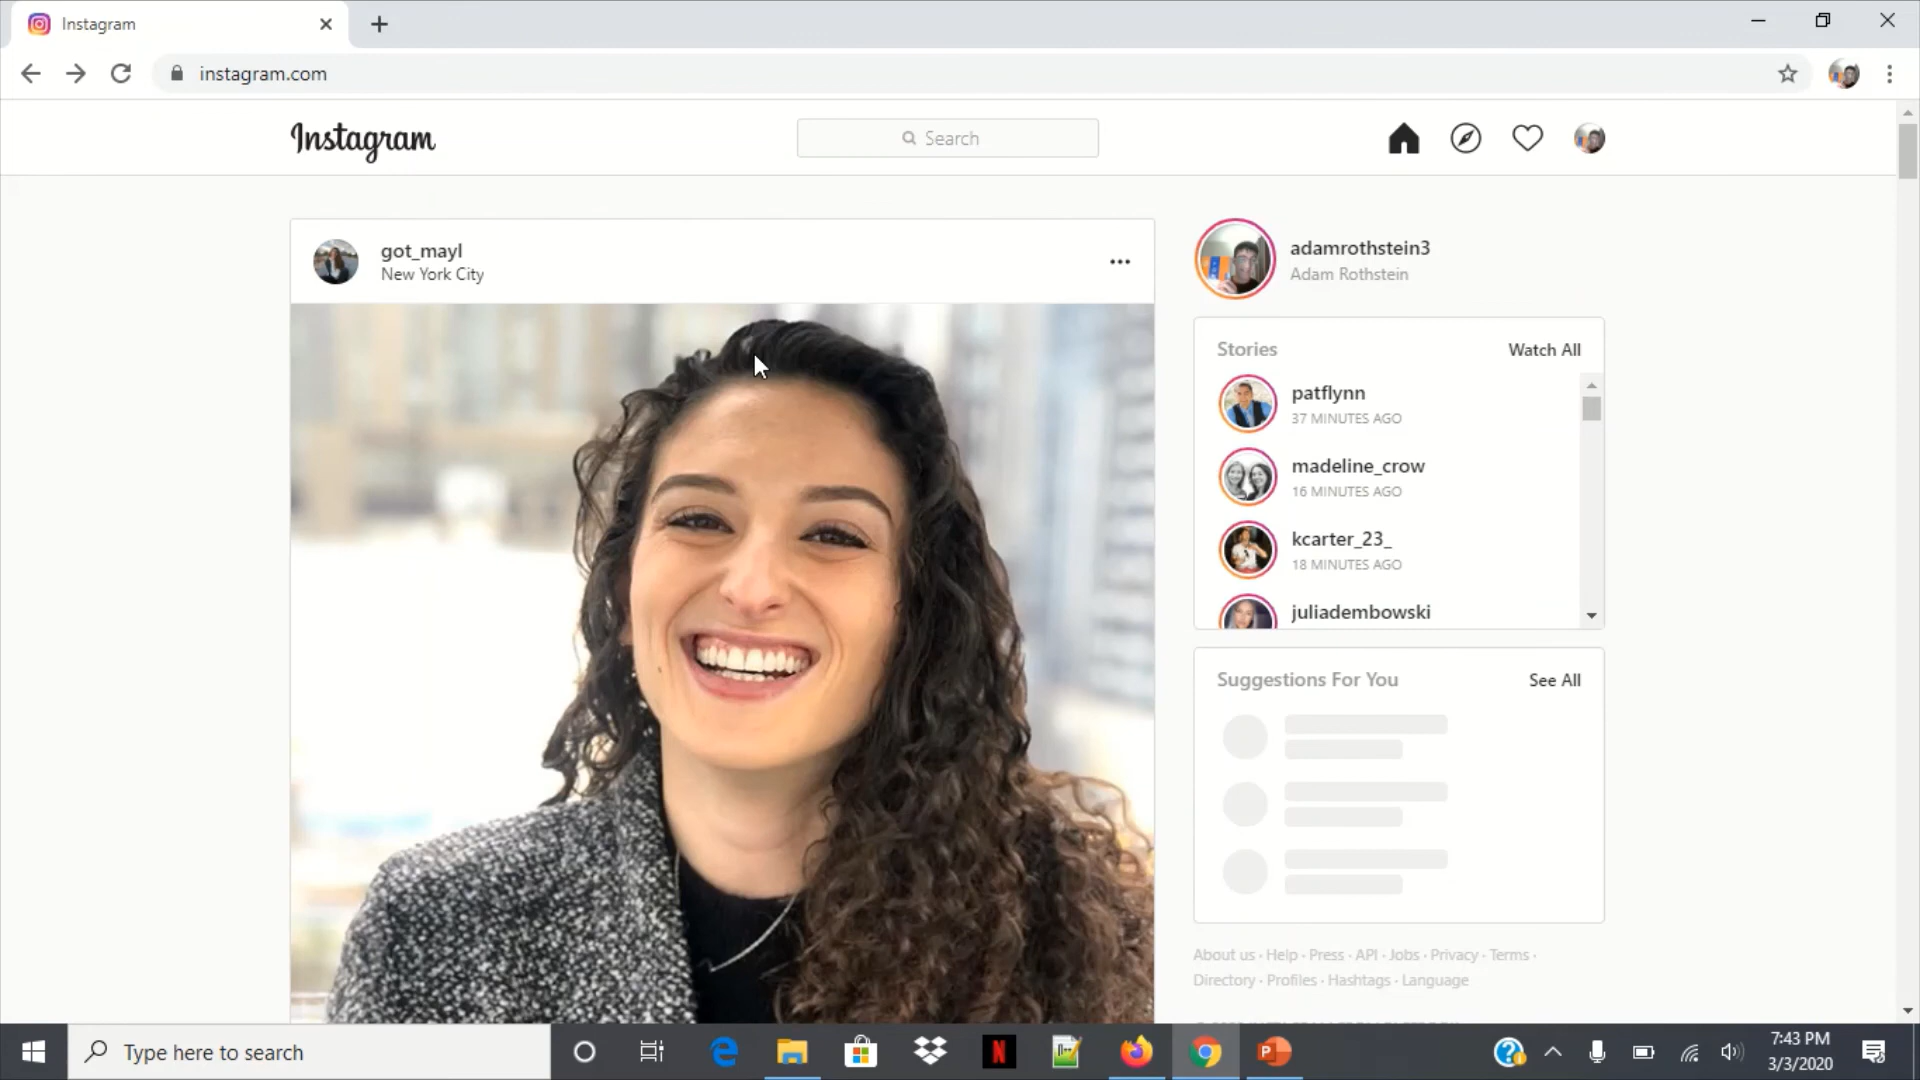 Instagram
instagram.com
Instagram
Search
got_mayl
New York City
adamrothstein3
Adam Rothstein
Stories
Watch All
patflynn
37 MINUTES AGO
madeline_crow
16 MINUTES AGO
kcarter_23_
18 MINUTES AGO
juliadembowski
Suggestions For You
See All
About us · Help · Press · API · Jobs · Privacy · Terms ·
Directory · Profiles · Hashtags · Language
Type here to search
7:43 PM
3/3/2020